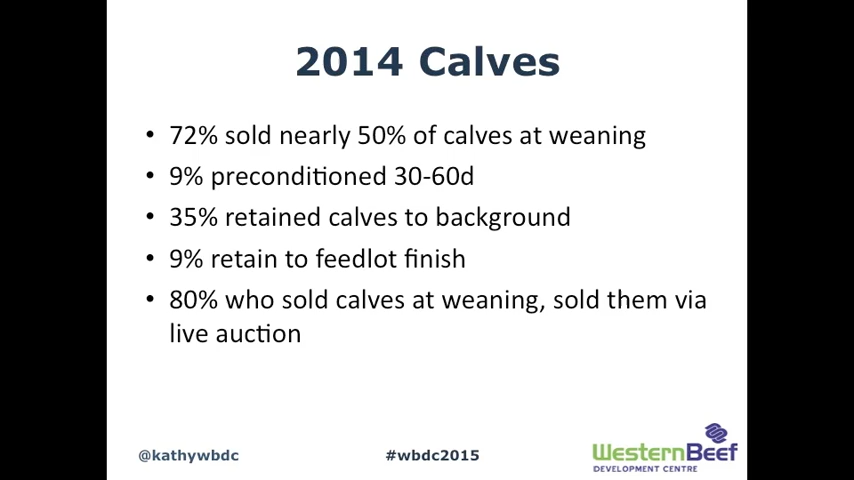 2014 Calves
• 72% sold nearly 50% of calves at weaning
• 9% preconditioned 30-60d
• 35% retained calves to background
• 9% retain to feedlot finish
• 80% who sold calves at weaning, sold them via
live auction
@kathywbdc
#wbdc2015
WesternBeef
DEVELOPMENT CENTRE